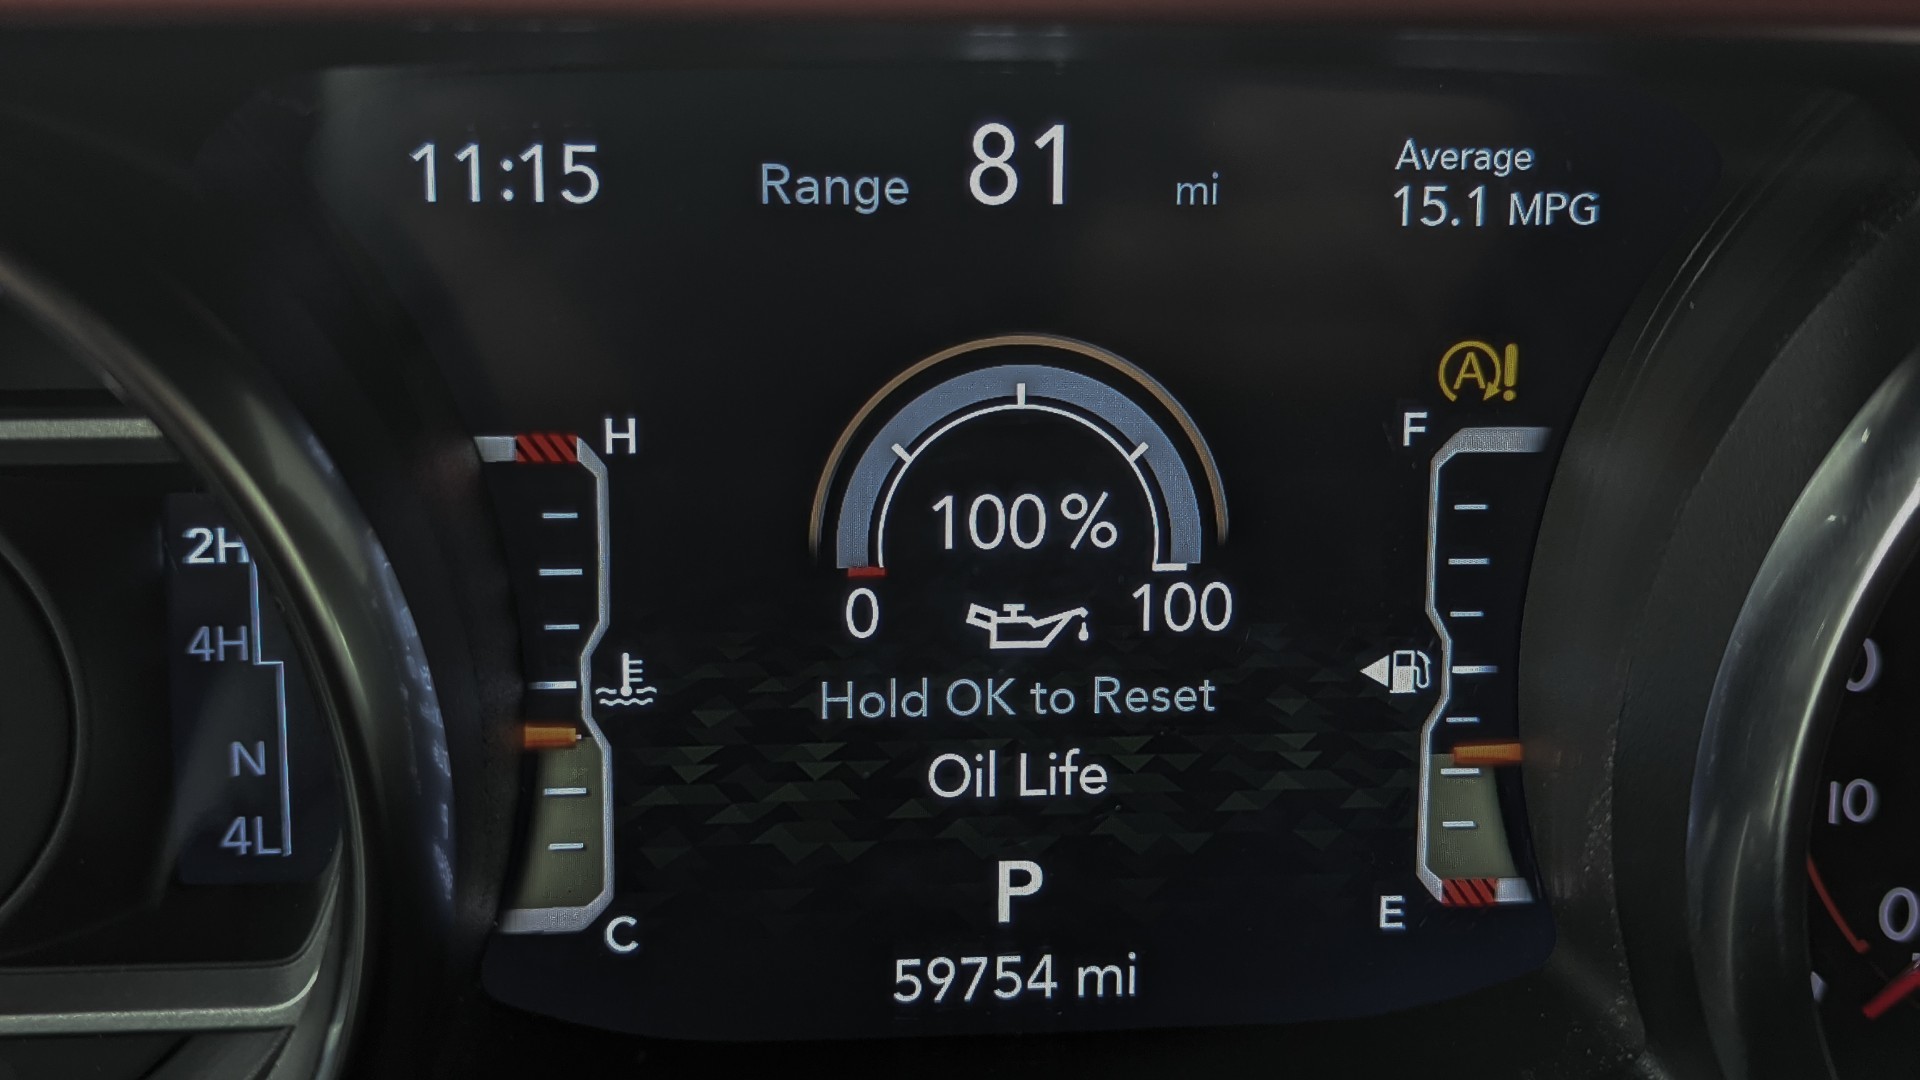 11:15
Range 81 mi
Average
15.1 MPG
A!
H
F
100%
0
100
2H
4H
N
4L
Hold OK to Reset
Oil Life
C
E
P
59754 mi
10
0